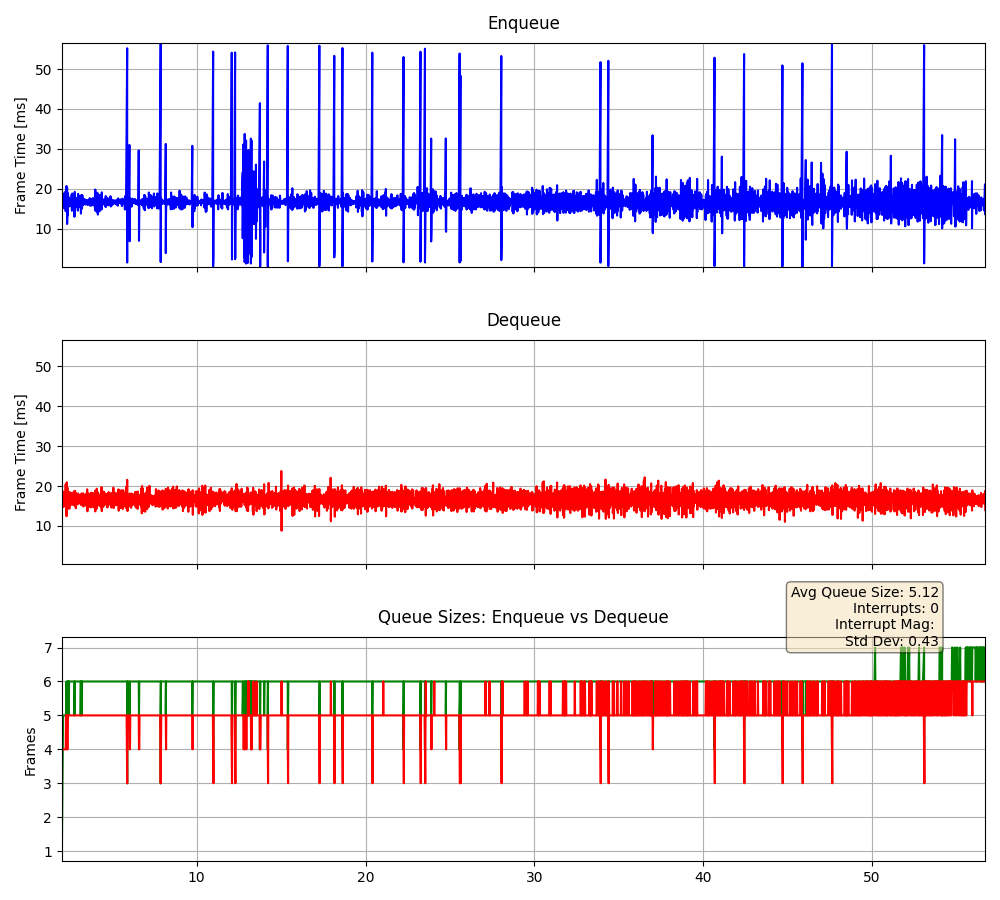 Enqueue
Frame Time [ms]
50
40
30
20
10
Dequeue
Frame Time [ms]
50
40
30
20
10
Avg Queue Size: 5.12
Interrupts: 0
Interrupt Mag:
Std Dev: 0.43
Queue Sizes: Enqueue vs Dequeue
Frames
7
6
5
4
3
2
1
10 20 30 40 50